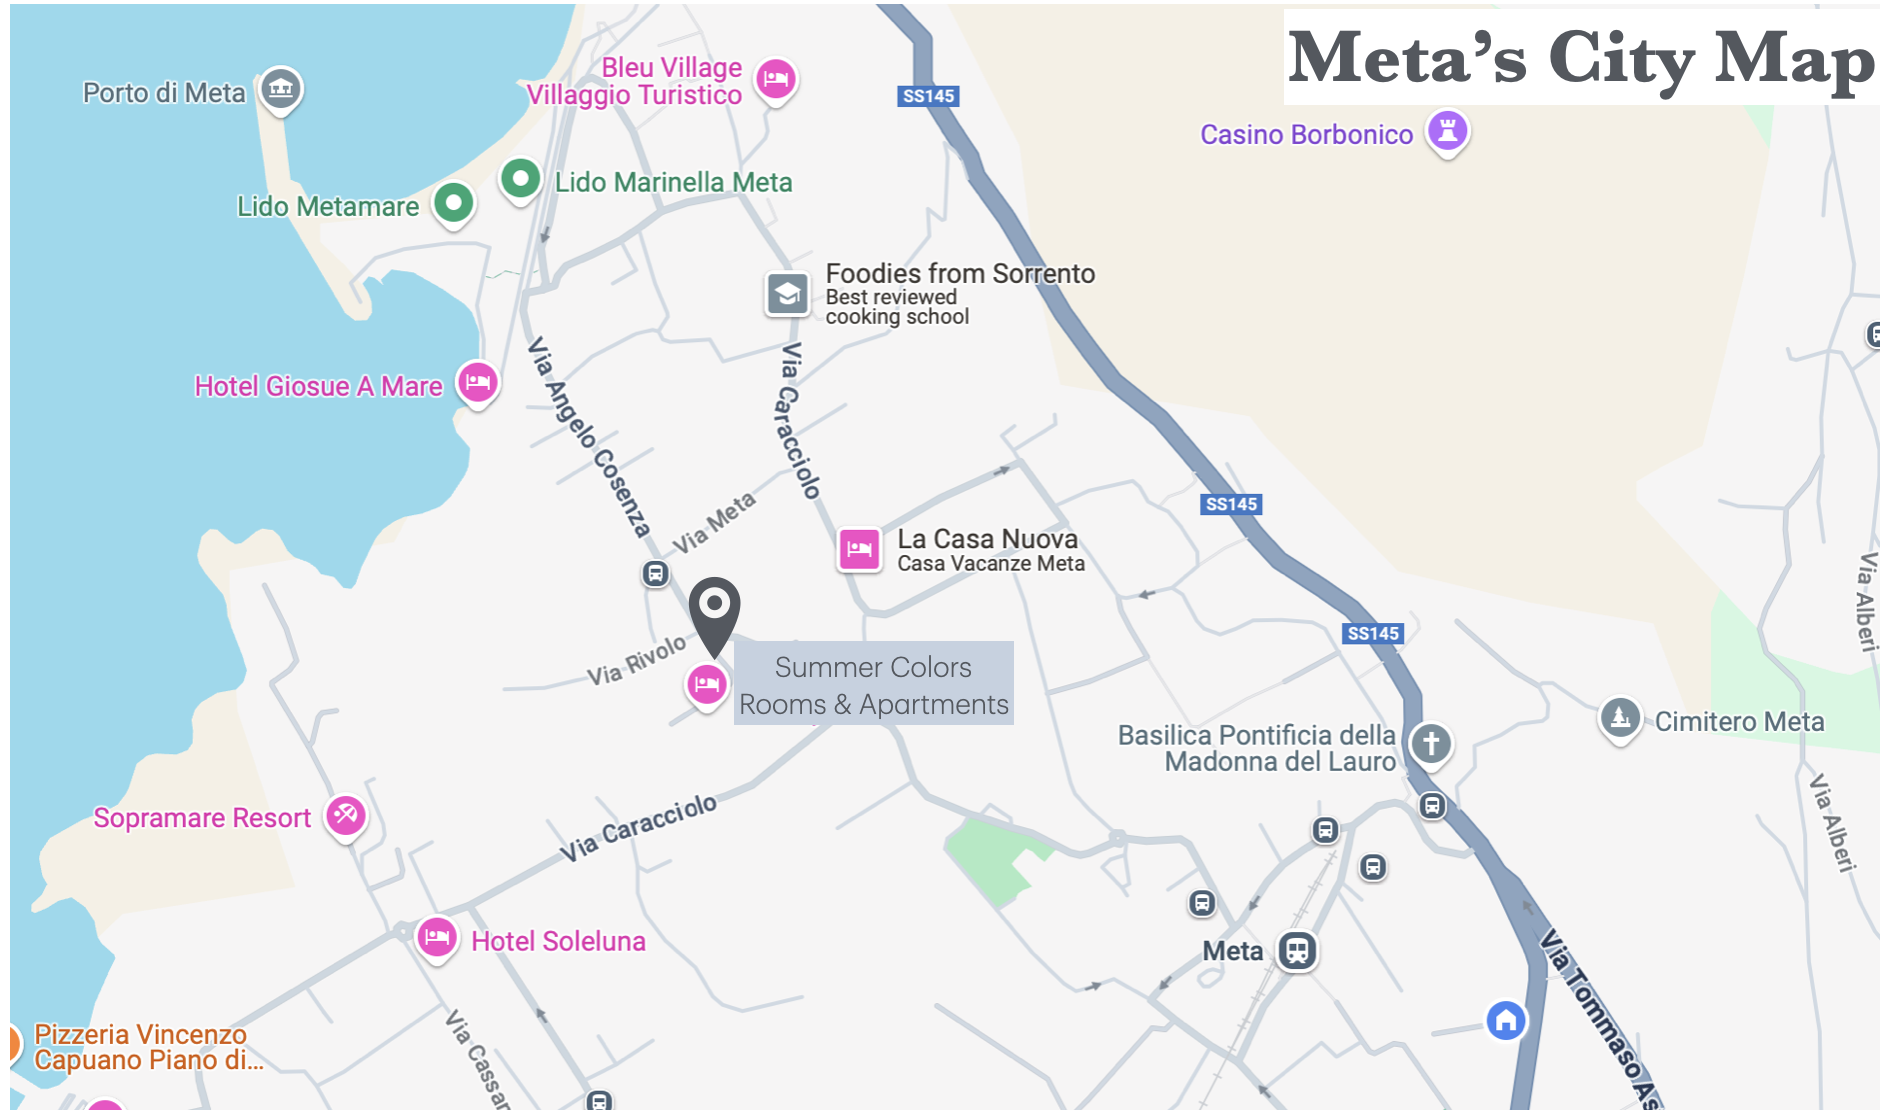 Meta's City Map
Bleu Village
Villaggio Turistico
Porto di Meta
SS145
Casino Borbonico
Lido Marinella Meta
Lido Metamare
Foodies from Sorrento
Best reviewed
cooking school
Hotel Giosue A Mare
Via Angelo Cosenza
Via Caracciolo
Via Meta
SS145
La Casa Nuova
Casa Vacanze Meta
Via Alberi
SS145
Via Rivolo
Summer Colors
Rooms & Apartments
Basilica Pontificia della
Madonna del Lauro
Cimitero Meta
Sopramare Resort
Via Caracciolo
Via Alberi
Hotel Soleluna
Meta
Via Tommaso As
Pizzeria Vincenzo
Capuano Piano di...
Via Cassar